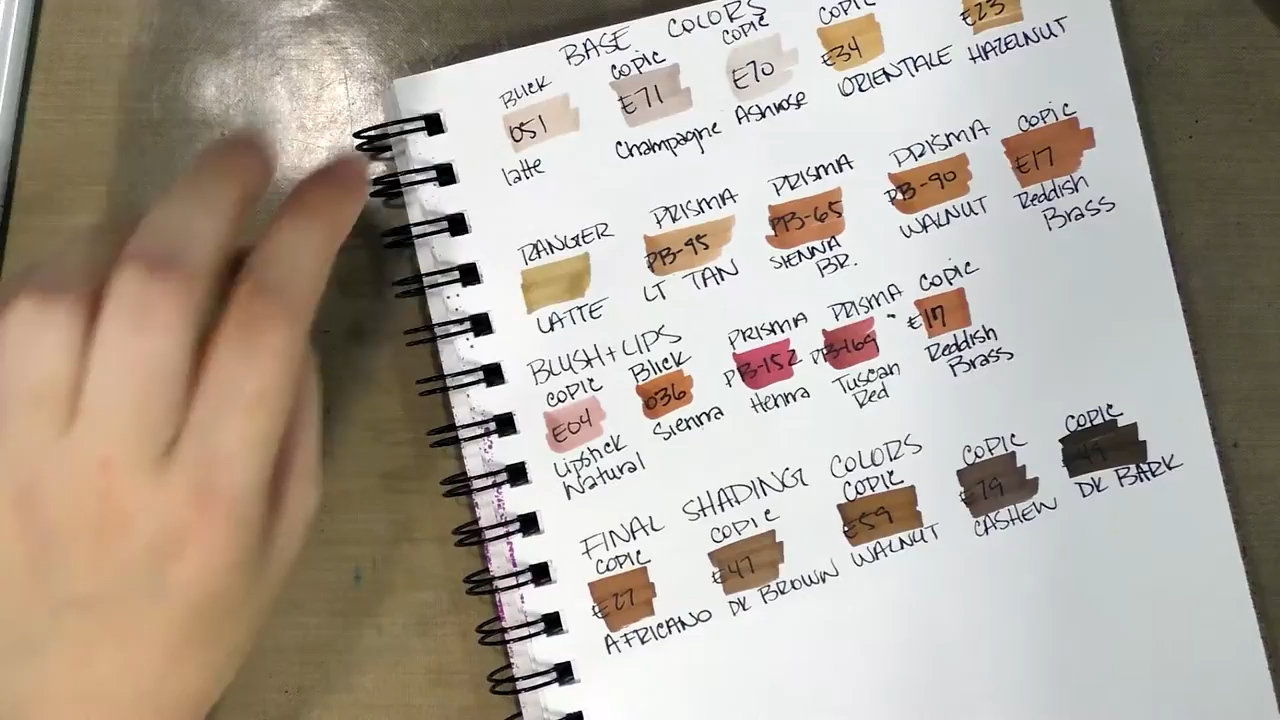 BASE COLORS
Blick COPIC COPIC COPIC
051 E71 E70 E34 E23
latte Champagne Ashrose ORIENTALE HAZELNUT
RANGER PRISMA PRISMA PRISMA COPIC
PB-95 PB-65 PB-90 E17
LATTE LT TAN SIENNA BR. WALNUT Reddish Brass
BLUSH + LIPS
COPIC Blick PRISMA PRISMA COPIC
E04 036 PB-152 PB-169 E17
Lipstick Natural Sienna Henna Tuscan Red Reddish Brass
FINAL SHADING COLORS
COPIC COPIC COPIC COPIC COPIC
E27 E47 E59 E79 49
AFRICANO DK BROWN WALNUT CASHEW DK BARK